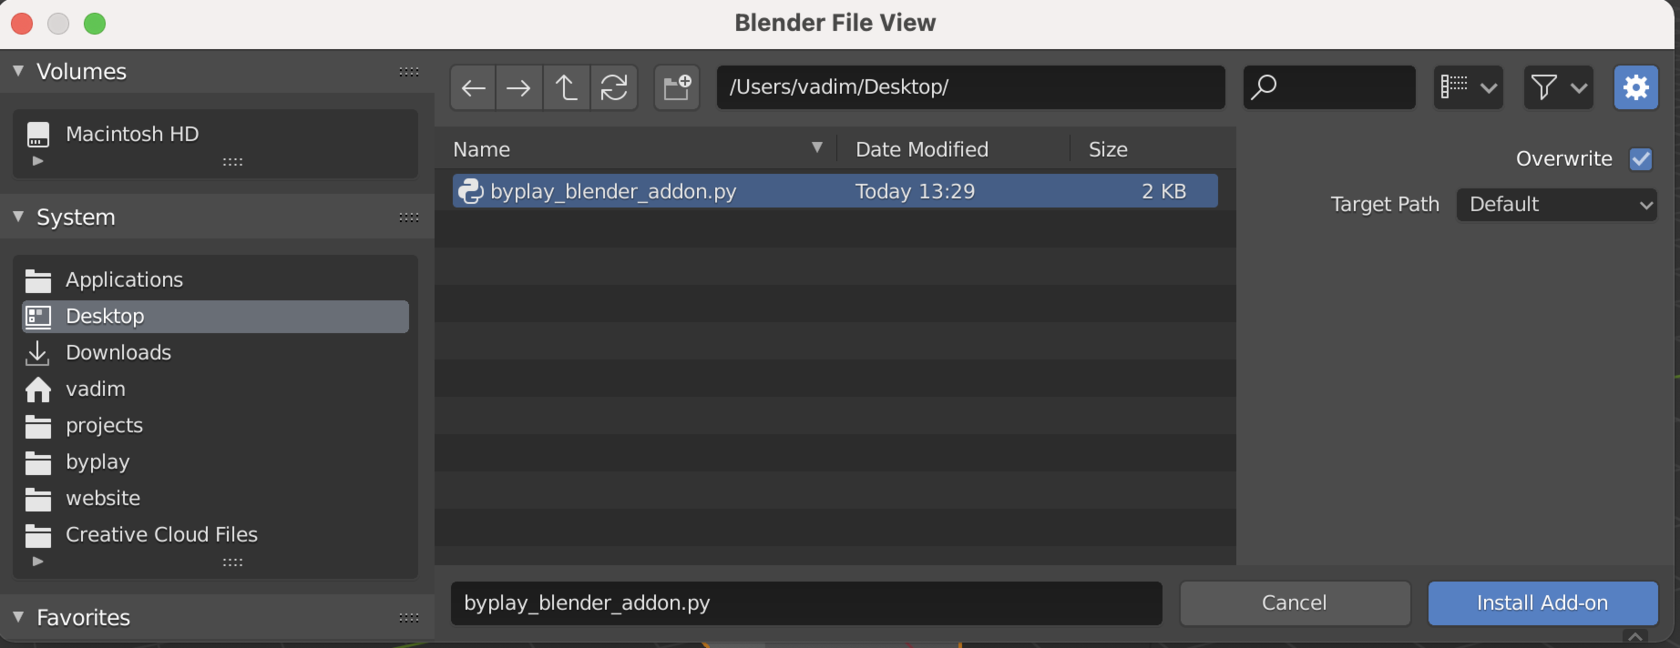 Blender File View
Volumes
Macintosh HD
System
Applications
Desktop
Downloads
vadim
projects
byplay
website
Creative Cloud Files
Favorites
/Users/vadim/Desktop/
Name Date Modified Size
byplay_blender_addon.py Today 13:29 2 KB
Overwrite
Target Path Default
byplay_blender_addon.py
Cancel
Install Add-on